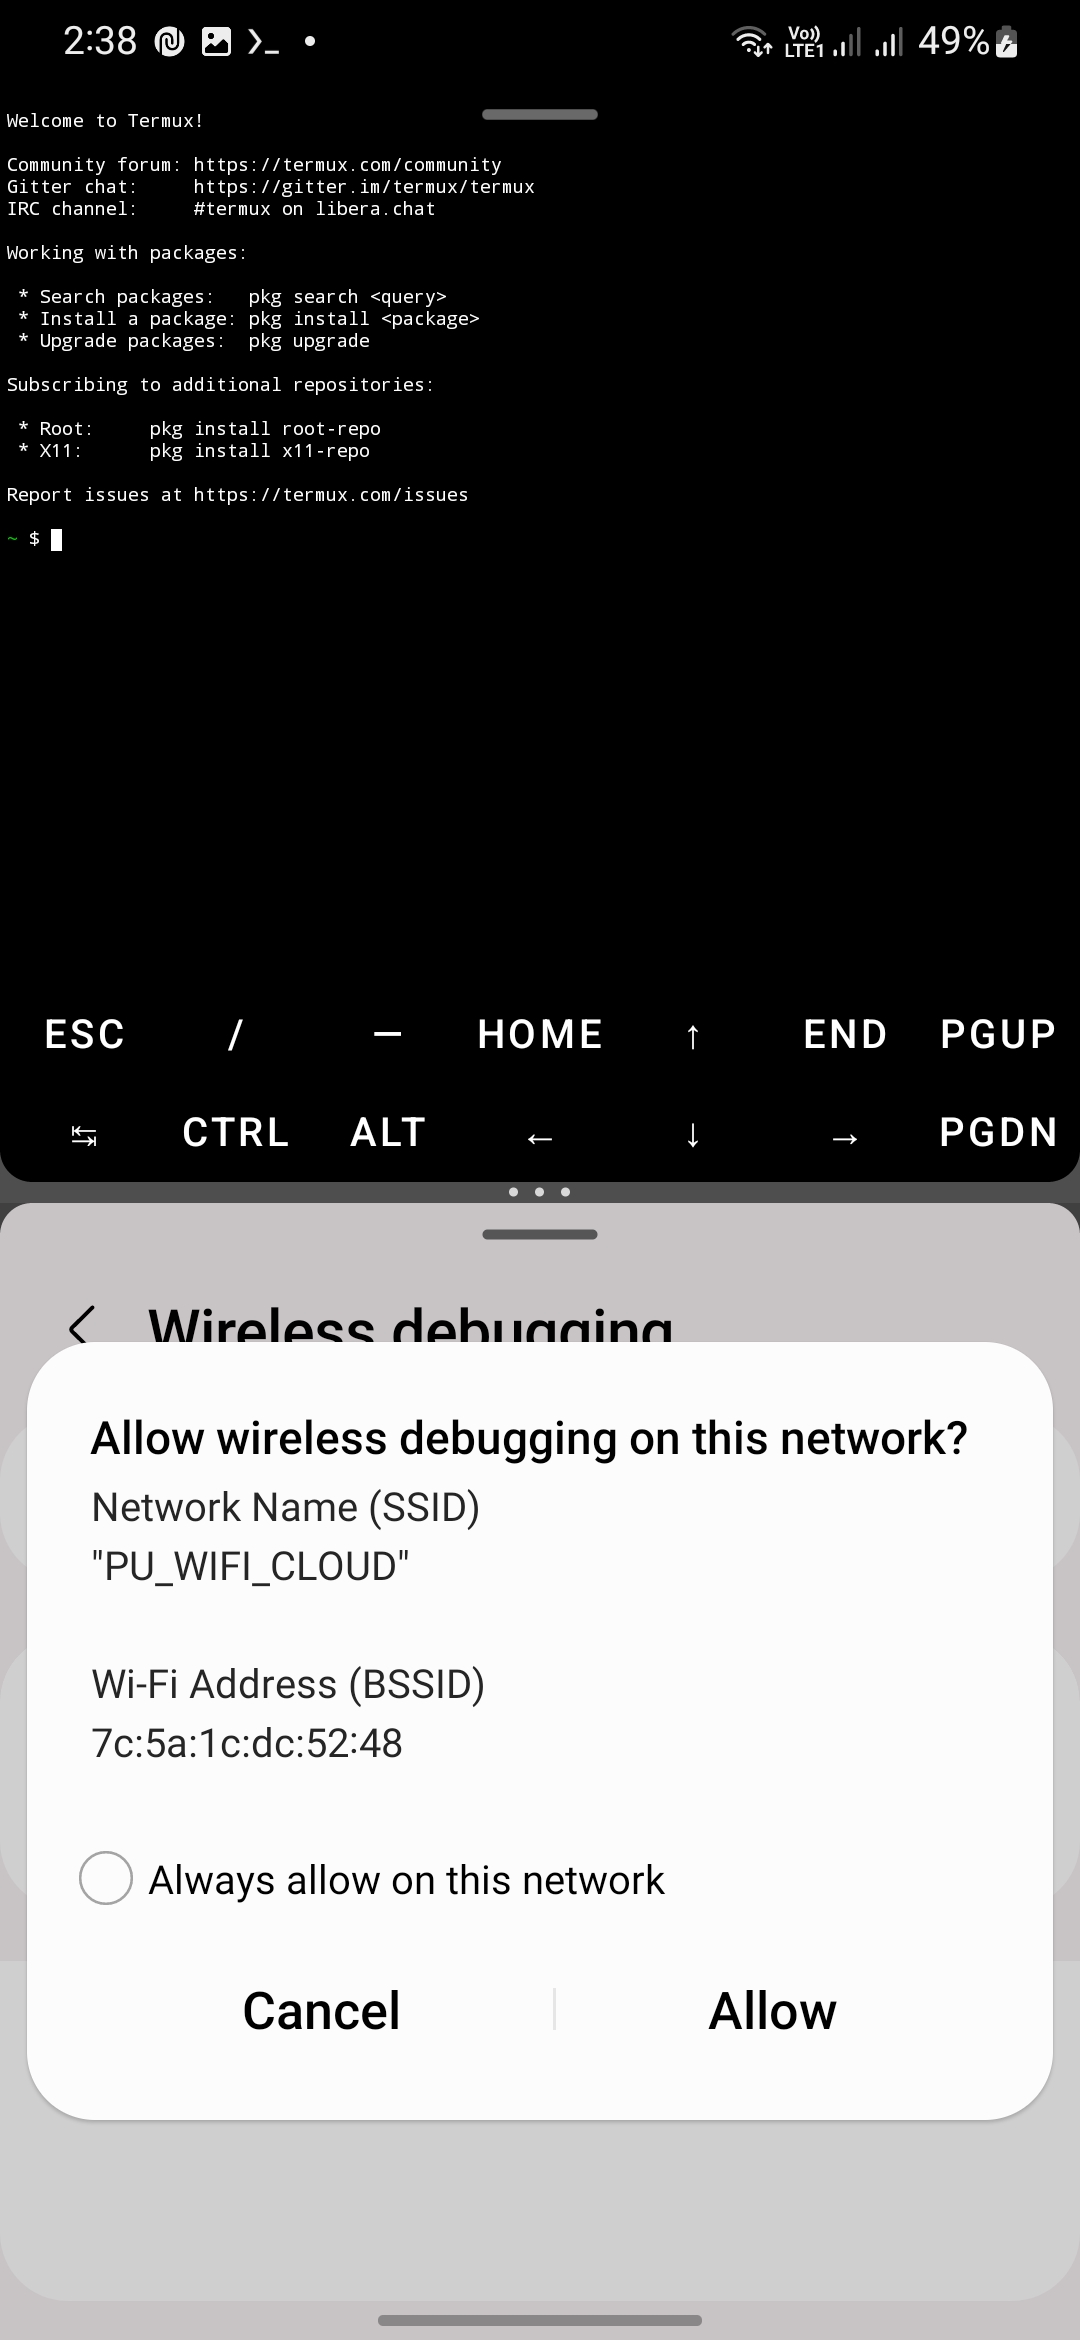 2:38
Vo))
LTE1
49%
Welcome to Termux!
Community forum: https://termux.com/community
Gitter chat:     https://gitter.im/termux/termux
IRC channel:     #termux on libera.chat
Working with packages:
* Search packages:   pkg search <query>
* Install a package: pkg install <package>
* Upgrade packages:  pkg upgrade
Subscribing to additional repositories:
* Root:     pkg install root-repo
* X11:      pkg install x11-repo
Report issues at https://termux.com/issues
~ $
ESC / — HOME ↑ END PGUP
↹ CTRL ALT ← ↓ → PGDN
Wireless debugging
Allow wireless debugging on this network?
Network Name (SSID)
"PU_WIFI_CLOUD"
Wi-Fi Address (BSSID)
7c:5a:1c:dc:52:48
Always allow on this network
Cancel
Allow